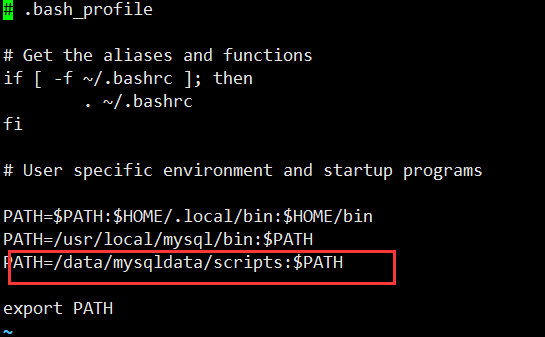 # .bash_profile
# Get the aliases and functions
if [ -f ~/.bashrc ]; then
        . ~/.bashrc
fi
# User specific environment and startup programs
PATH=$PATH:$HOME/.local/bin:$HOME/bin
PATH=/usr/local/mysql/bin:$PATH
PATH=/data/mysqldata/scripts:$PATH
export PATH
~